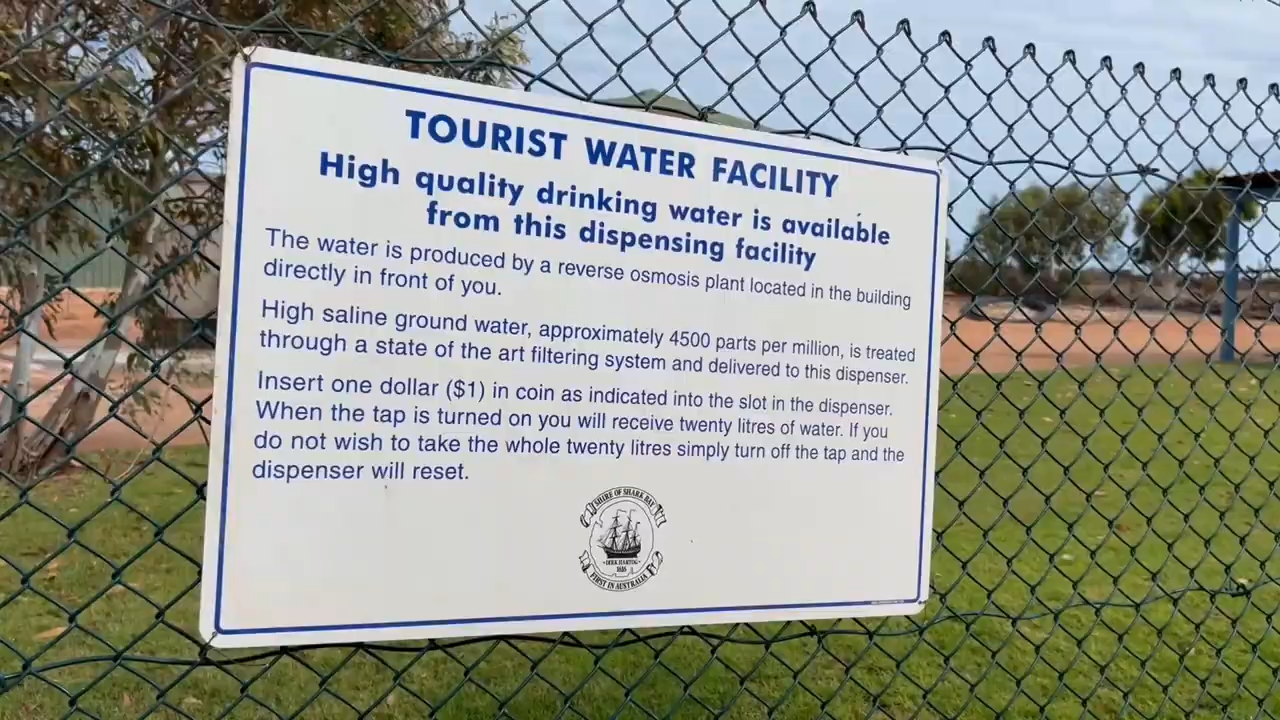 TOURIST WATER FACILITY
High quality drinking water is available
from this dispensing facility
The water is produced by a reverse osmosis plant located in the building
directly in front of you.
High saline ground water, approximately 4500 parts per million, is treated
through a state of the art filtering system and delivered to this dispenser.
Insert one dollar ($1) in coin as indicated into the slot in the dispenser.
When the tap is turned on you will receive twenty litres of water. If you
do not wish to take the whole twenty litres simply turn off the tap and the
dispenser will reset.
SHIRE OF SHARK BAY
DIRK HARTOG
1616
FIRST IN AUSTRALIA